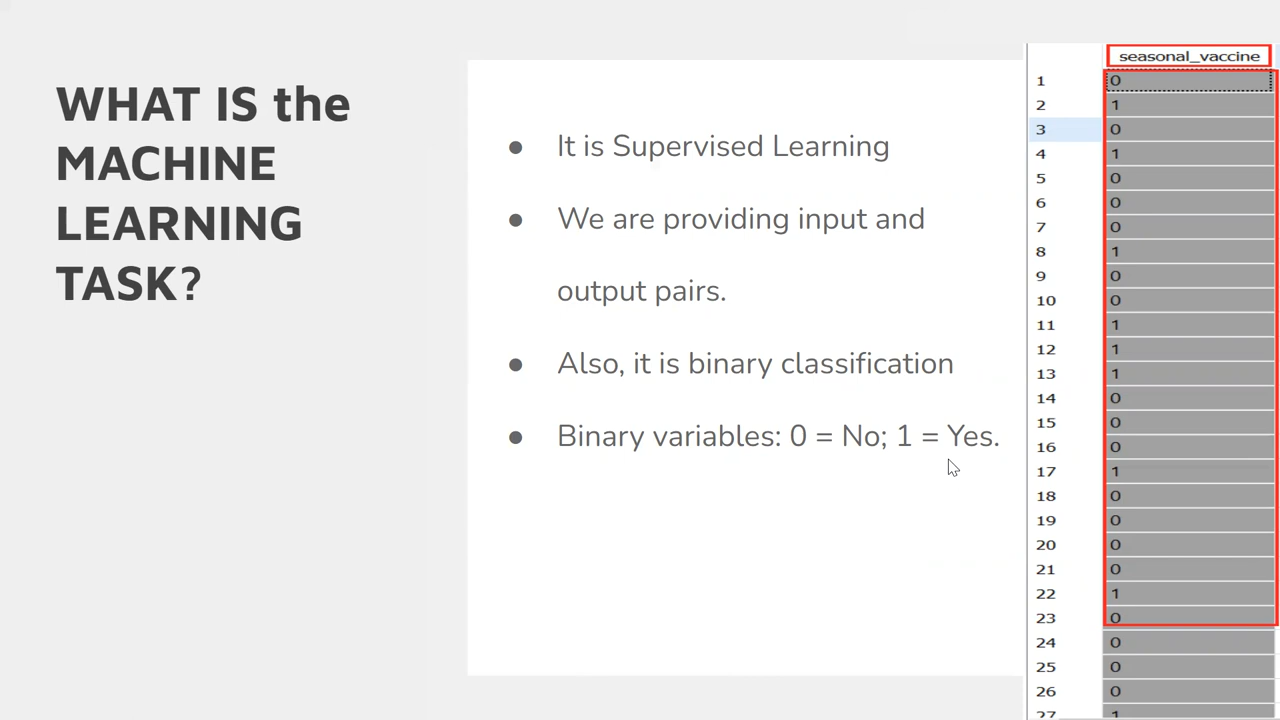 WHAT IS the
MACHINE
LEARNING
TASK?
● It is Supervised Learning
● We are providing input and
output pairs.
● Also, it is binary classification
● Binary variables: 0 = No; 1 = Yes.
seasonal_vaccine
1 0
2 1
3 0
4 1
5 0
6 0
7 0
8 1
9 0
10 0
11 1
12 1
13 1
14 0
15 0
16 0
17 1
18 0
19 0
20 0
21 0
22 1
23 0
24 0
25 0
26 0
27 1